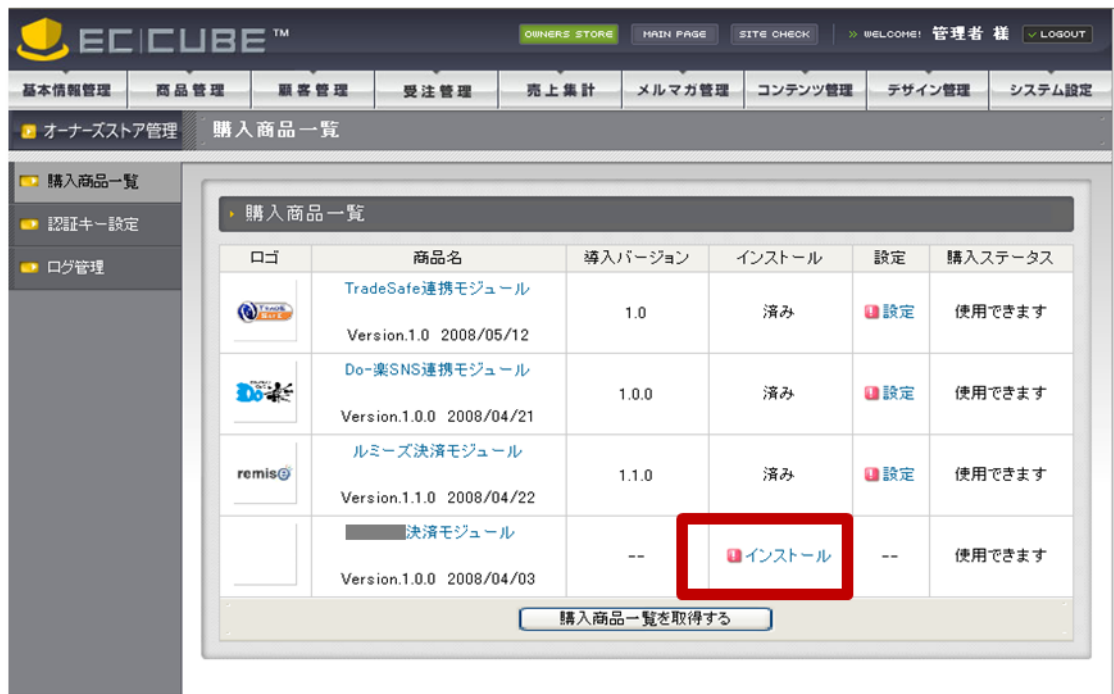 EC CUBE™
OWNERS STORE MAIN PAGE SITE CHECK » WELCOME! 管理者 様 LOGOUT
基本情報管理 商品管理 顧客管理 受注管理 売上集計 メルマガ管理 コンテンツ管理 デザイン管理 システム設定
オーナーズストア管理 購入商品一覧
購入商品一覧
認証キー設定
ログ管理
購入商品一覧
ロゴ 商品名 導入バージョン インストール 設定 購入ステータス
TRADE SAFE TradeSafe連携モジュール
Version.1.0 2008/05/12 1.0 済み 設定 使用できます
Do-楽 Do-楽SNS連携モジュール
Version.1.0.0 2008/04/21 1.0.0 済み 設定 使用できます
remise ルミーズ決済モジュール
Version.1.1.0 2008/04/22 1.1.0 済み 設定 使用できます
決済モジュール
Version.1.0.0 2008/04/03 -- インストール -- 使用できます
購入商品一覧を取得する